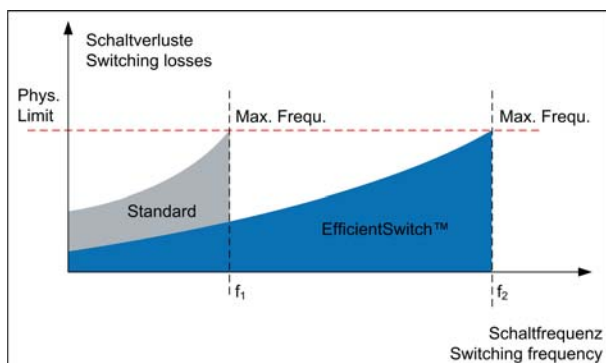 Schaltverluste
Switching losses
Phys.
Limit
Max. Frequ.
Max. Frequ.
Standard
EfficientSwitch™
f₁
f₂
Schaltfrequenz
Switching frequency